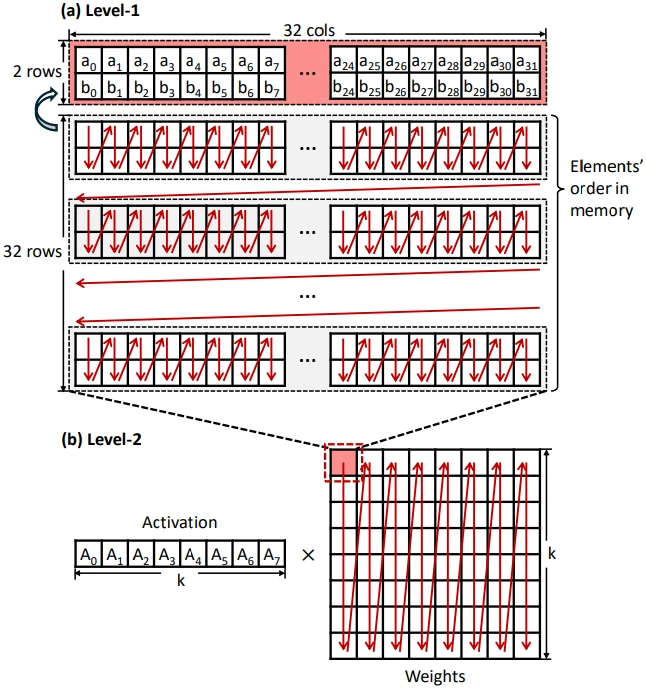 (a) Level-1
32 cols
2 rows
a₀ a₁ a₂ a₃ a₄ a₅ a₆ a₇ ... a₂₄ a₂₅ a₂₆ a₂₇ a₂₈ a₂₉ a₃₀ a₃₁
b₀ b₁ b₂ b₃ b₄ b₅ b₆ b₇ b₂₄ b₂₅ b₂₆ b₂₇ b₂₈ b₂₉ b₃₀ b₃₁
...
Elements'
order in
memory
...
32 rows
...
...
(b) Level-2
Activation
A₀ A₁ A₂ A₃ A₄ A₅ A₆ A₇
×
k
k
Weights